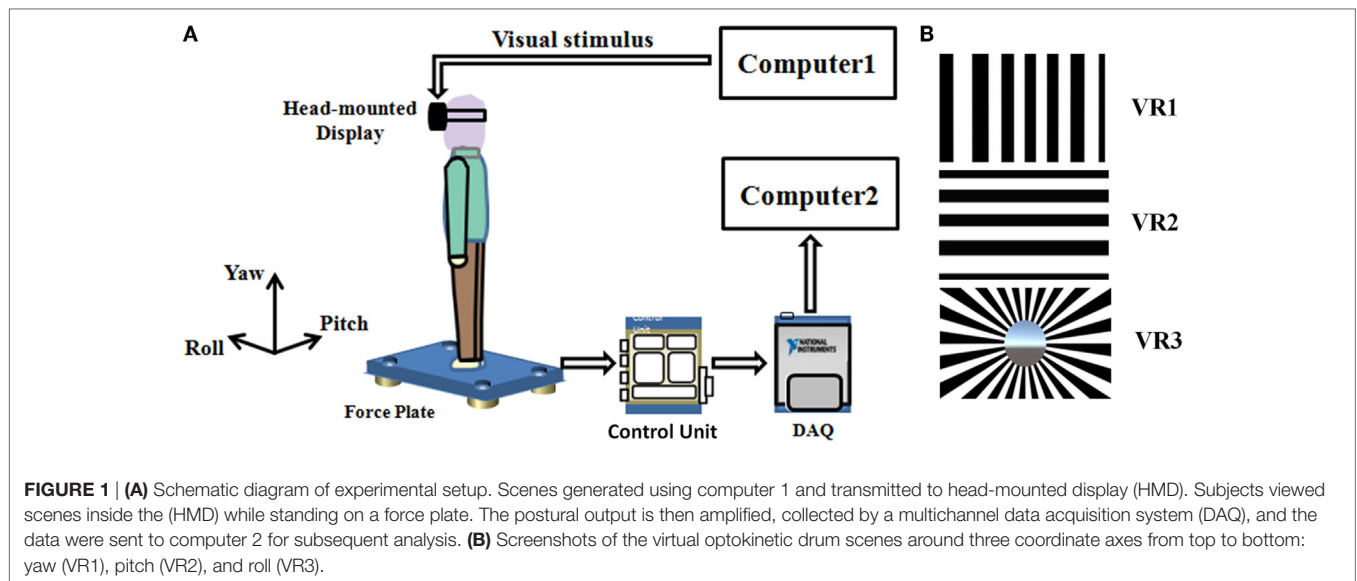 A
Visual stimulus
Computer1
B
Head-mounted
Display
VR1
Computer2
VR2
Yaw
Pitch
Roll
Control
Unit
NATIONAL
INSTRUMENTS
VR3
Force Plate
Control Unit
DAQ
FIGURE 1 | (A) Schematic diagram of experimental setup. Scenes generated using computer 1 and transmitted to head-mounted display (HMD). Subjects viewed
scenes inside the (HMD) while standing on a force plate. The postural output is then amplified, collected by a multichannel data acquisition system (DAQ), and the
data were sent to computer 2 for subsequent analysis. (B) Screenshots of the virtual optokinetic drum scenes around three coordinate axes from top to bottom:
yaw (VR1), pitch (VR2), and roll (VR3).